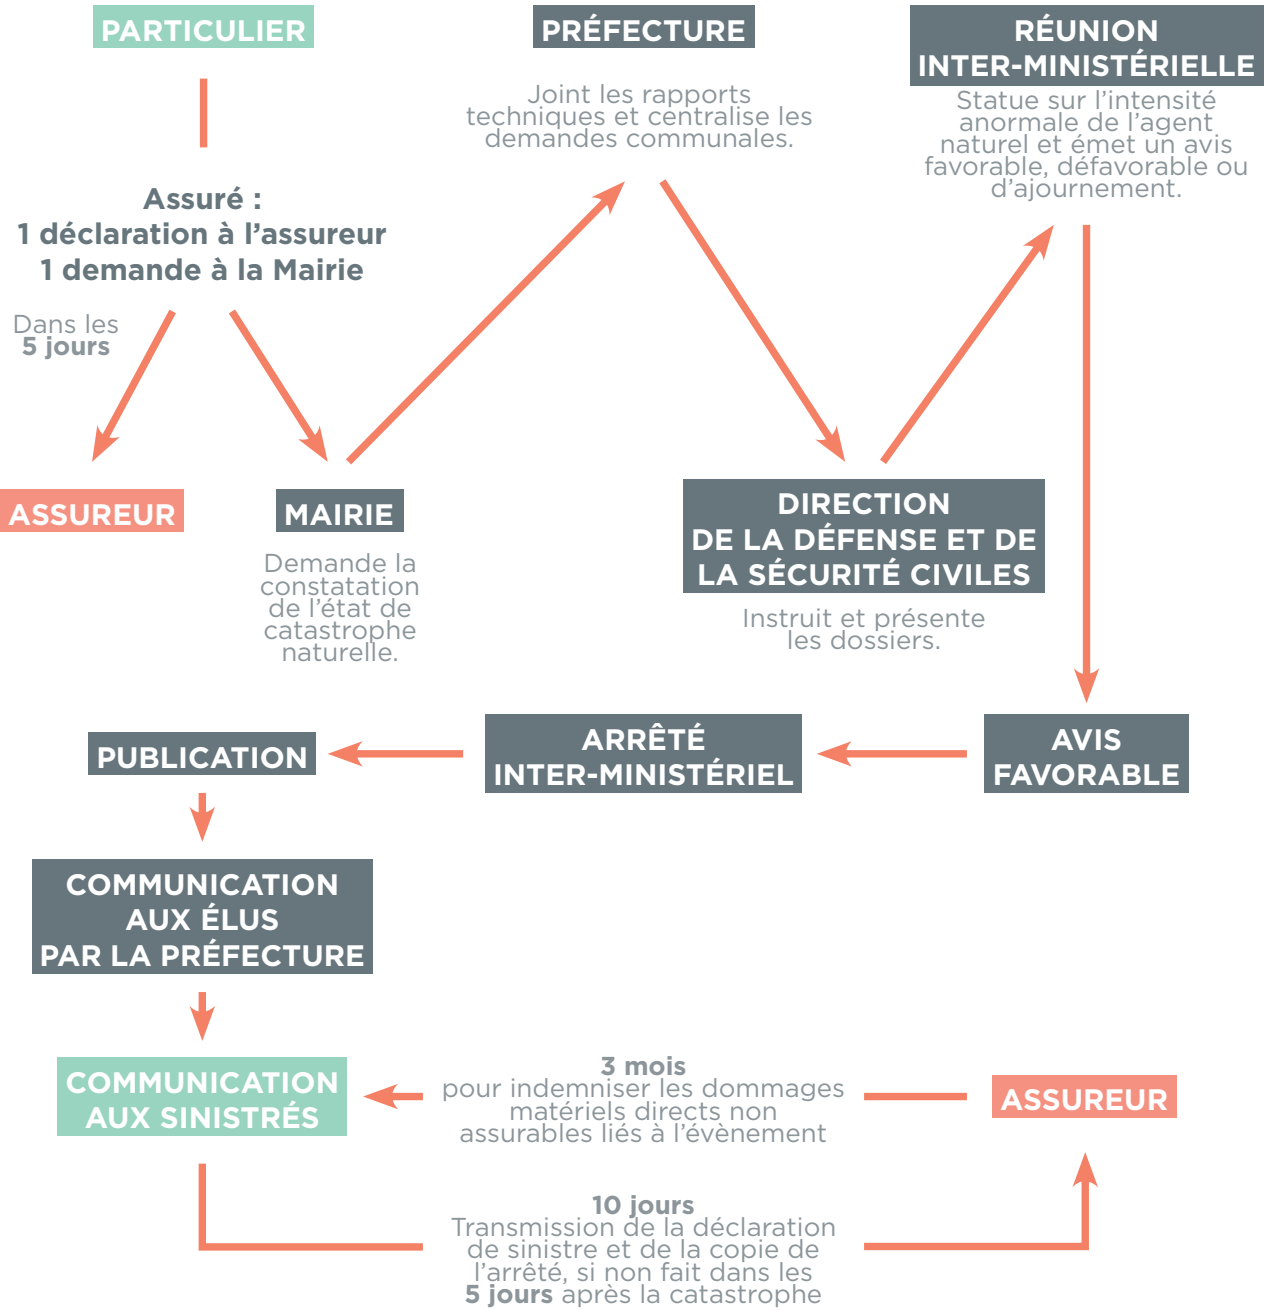 PARTICULIER
Assuré :
1 déclaration à l’assureur
1 demande à la Mairie
Dans les
5 jours
ASSUREUR
MAIRIE
Demande la
constatation
de l’état de
catastrophe
naturelle.
PRÉFECTURE
Joint les rapports
techniques et centralise les
demandes communales.
DIRECTION
DE LA DÉFENSE ET DE
LA SÉCURITÉ CIVILES
Instruit et présente
les dossiers.
RÉUNION
INTER-MINISTÉRIELLE
Statue sur l’intensité
anormale de l’agent
naturel et émet un avis
favorable, défavorable ou
d’ajournement.
AVIS
FAVORABLE
ARRÊTÉ
INTER-MINISTÉRIEL
PUBLICATION
COMMUNICATION
AUX ÉLUS
PAR LA PRÉFECTURE
COMMUNICATION
AUX SINISTRÉS
10 jours
Transmission de la déclaration
de sinistre et de la copie de
l’arrêté, si non fait dans les
5 jours après la catastrophe
ASSUREUR
3 mois
pour indemniser les dommages
matériels directs non
assurables liés à l’évènement